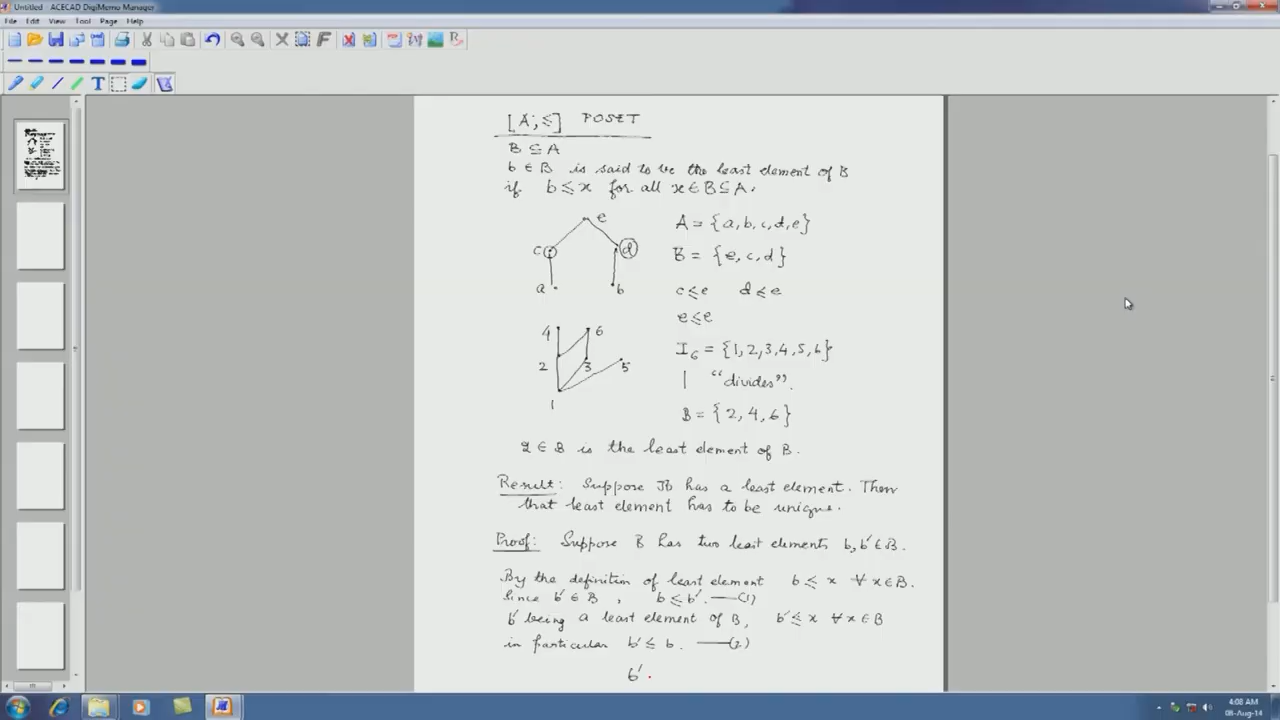 Untitled - ACECAD DigiMemo Manager
File Edit View Tool Page Help
[A, ≤] POSET
B ⊆ A
b ∈ B is said to be the least element of B
if b ≤ x for all x ∈ B ⊆ A.
e
c d
a b
A = {a, b, c, d, e}
B = {e, c, d}
c ≤ e d ≤ e
e ≤ e
4 6
2 3 5
1
I6 = {1, 2, 3, 4, 5, 6}
| "divides".
B = {2, 4, 6}
2 ∈ B is the least element of B.
Result: Suppose B has a least element. Then
that least element has to be unique.
Proof: Suppose B has two least elements b, b' ∈ B.
By the definition of least element b ≤ x ∀ x ∈ B.
Since b' ∈ B, b ≤ b'. —(1)
b' being a least element of B, b' ≤ x ∀ x ∈ B
in particular b' ≤ b. —(2)
b'
4:08 AM
08-Aug-14